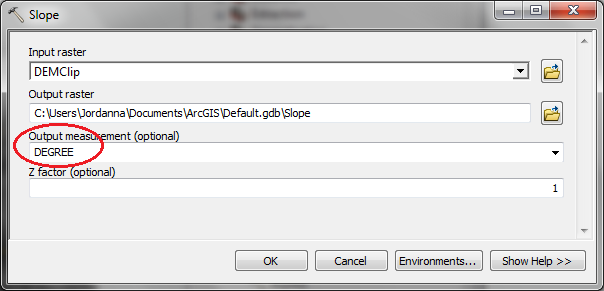 Slope
Input raster
DEMClip
Output raster
C:\Users\Jordanna\Documents\ArcGIS\Default.gdb\Slope
Output measurement (optional)
DEGREE
Z factor (optional)
1
OK
Cancel
Environments...
Show Help >>